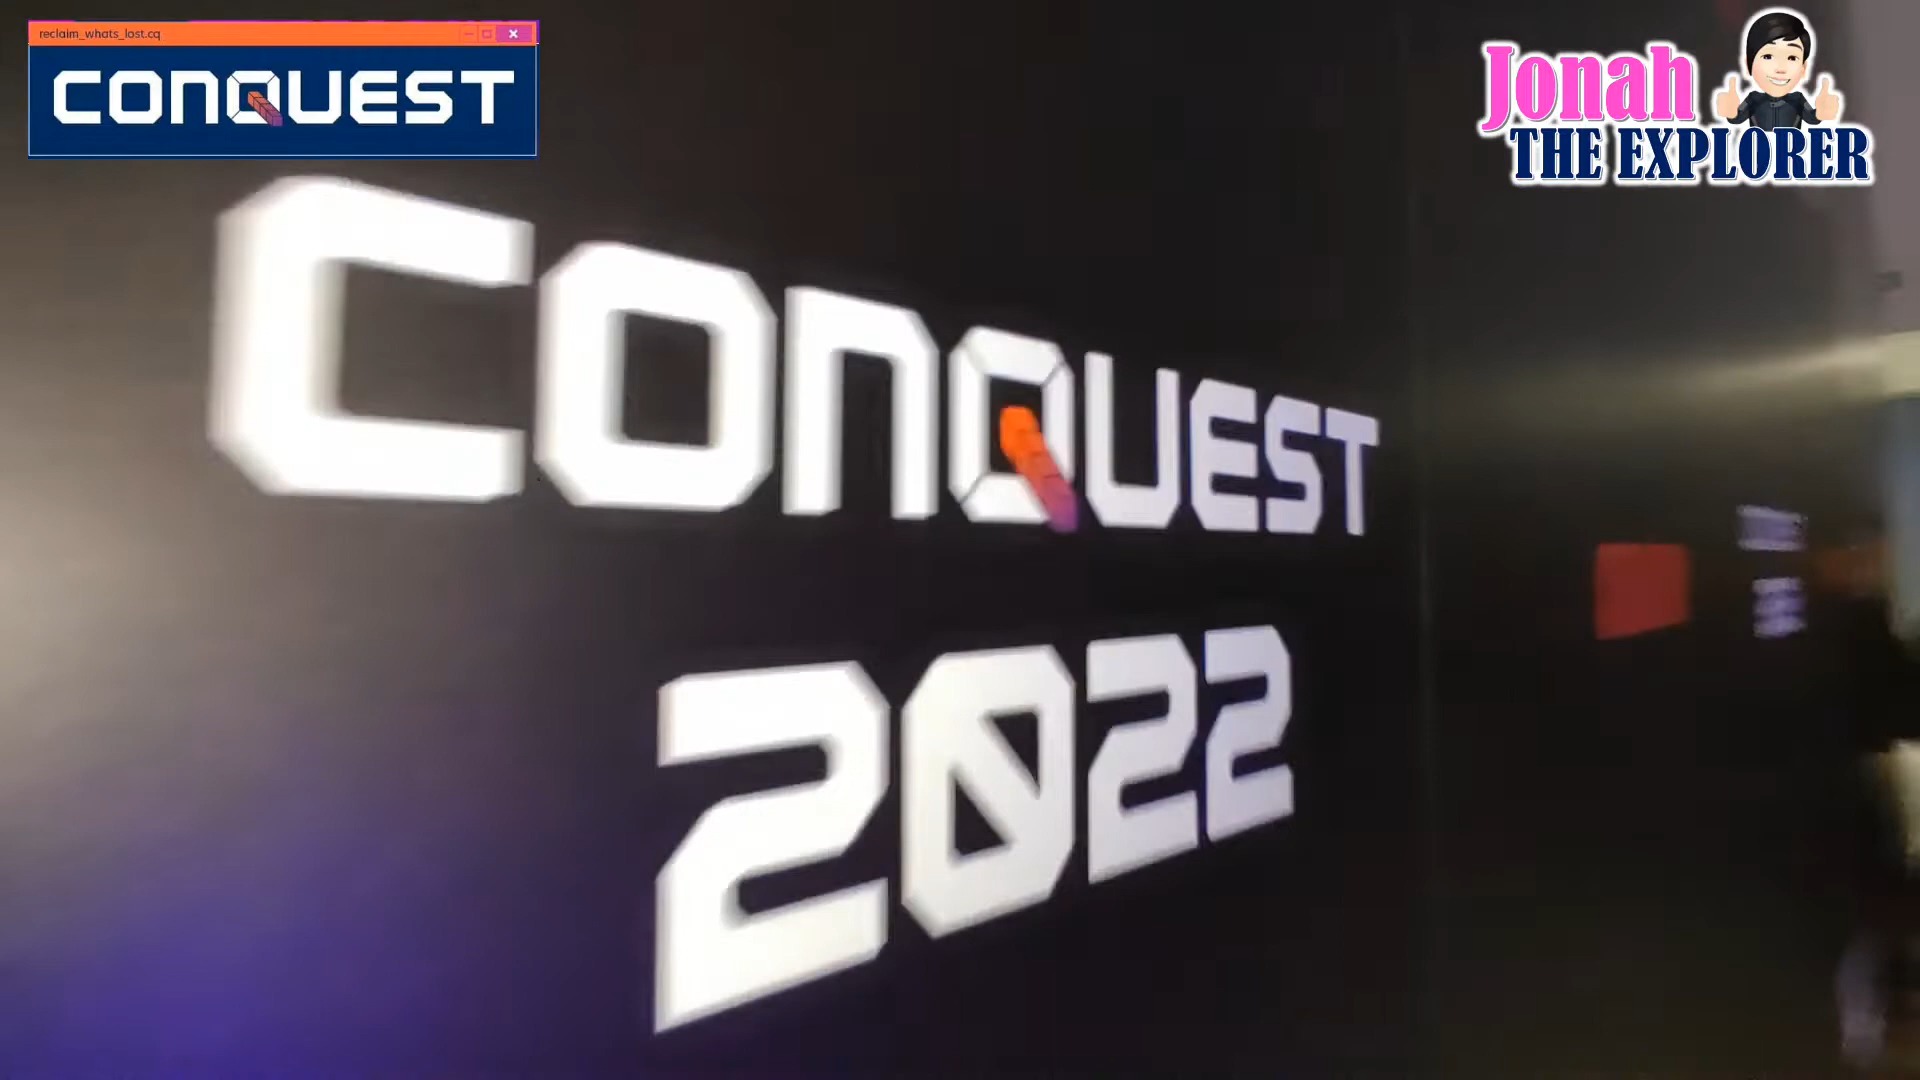 reclaim_whats_lost.cq
CONQUEST
Jonah
THE EXPLORER
CONQUEST
2022